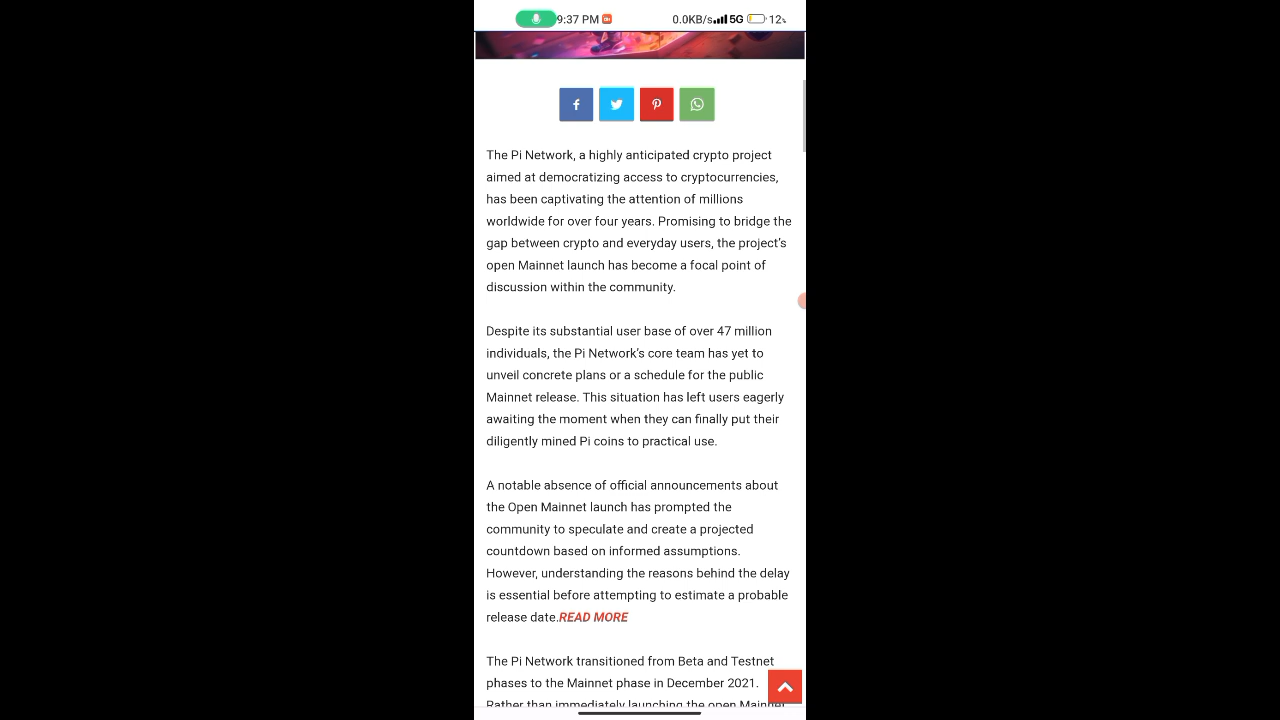 9:37 PM 0.0KB/s 5G 12%
The Pi Network, a highly anticipated crypto project
aimed at democratizing access to cryptocurrencies,
has been captivating the attention of millions
worldwide for over four years. Promising to bridge the
gap between crypto and everyday users, the project’s
open Mainnet launch has become a focal point of
discussion within the community.
Despite its substantial user base of over 47 million
individuals, the Pi Network’s core team has yet to
unveil concrete plans or a schedule for the public
Mainnet release. This situation has left users eagerly
awaiting the moment when they can finally put their
diligently mined Pi coins to practical use.
A notable absence of official announcements about
the Open Mainnet launch has prompted the
community to speculate and create a projected
countdown based on informed assumptions.
However, understanding the reasons behind the delay
is essential before attempting to estimate a probable
release date.READ MORE
The Pi Network transitioned from Beta and Testnet
phases to the Mainnet phase in December 2021.
Rather than immediately launching the open Mainnet